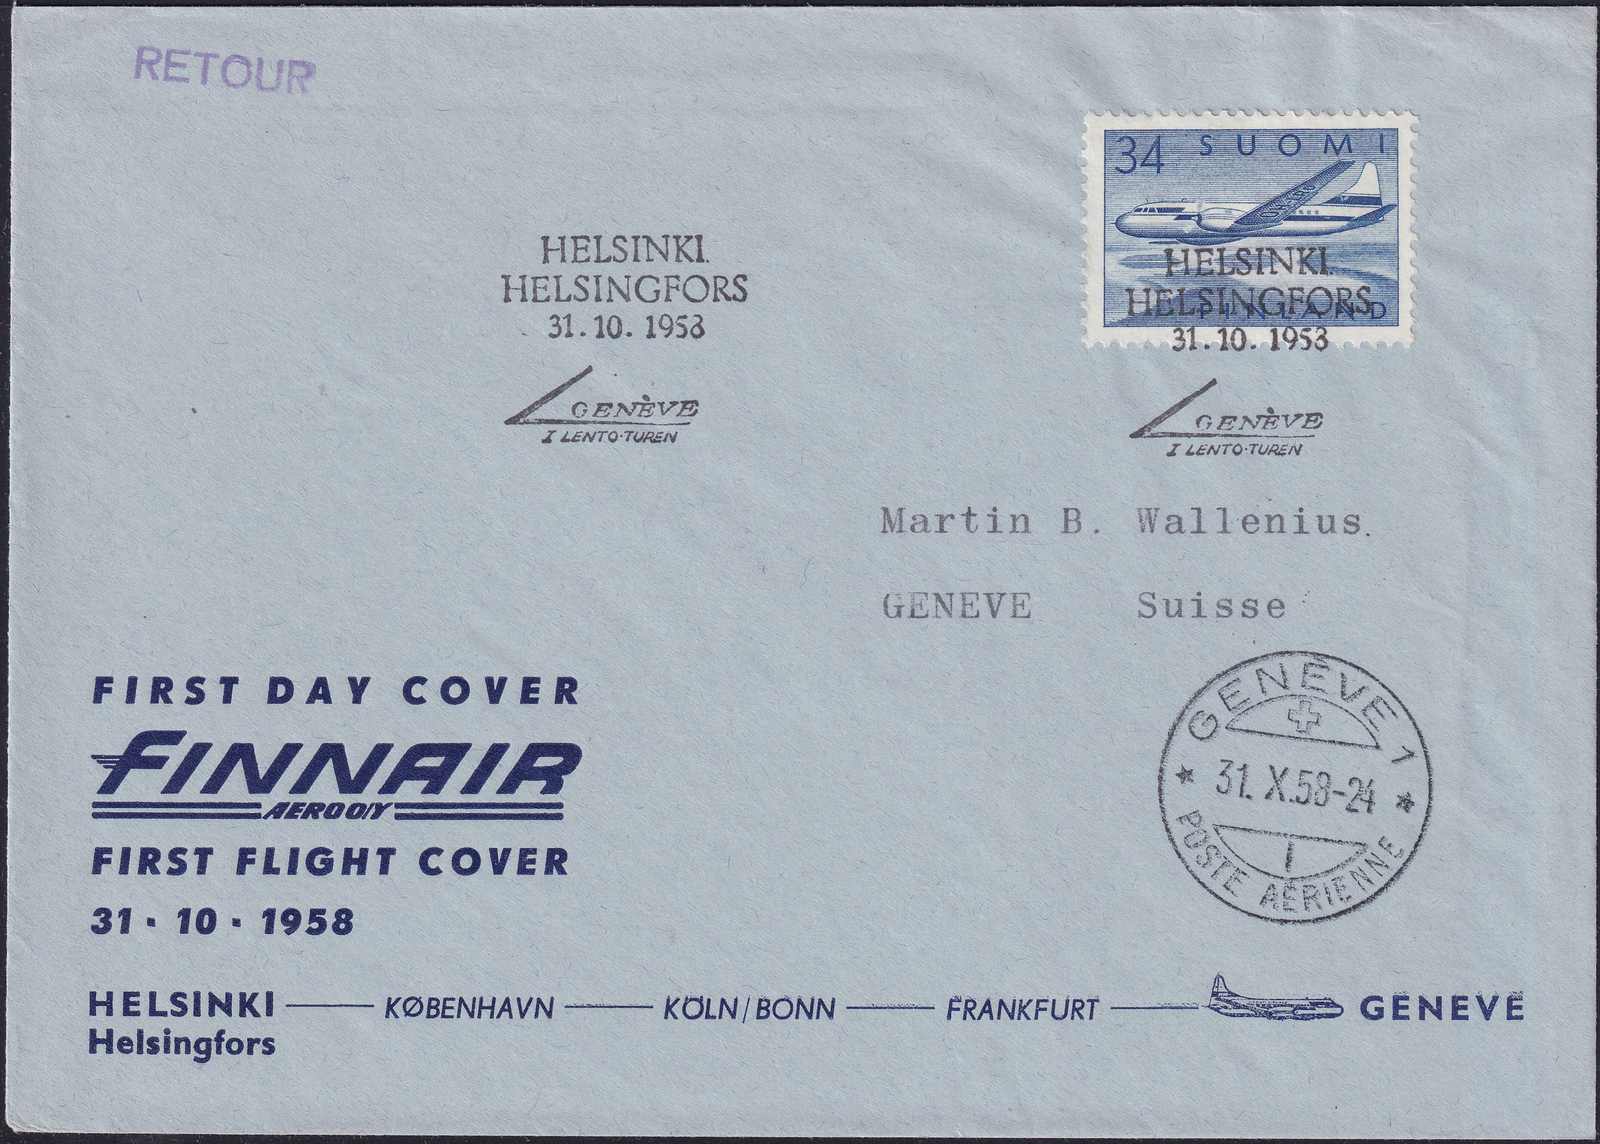 RETOUR
34 SUOMI
FINLAND
HELSINKI
HELSINGFORS
31.10.1958
GENÈVE
I LENTO-TUREN
HELSINKI
HELSINGFORS
31.10.1958
GENÈVE
I LENTO-TUREN
Martin B. Wallenius.
GENEVE Suisse
GENÈVE 1
31.X.58-24
POSTE AÉRIENNE
FIRST DAY COVER
FINNAIR
AERO O/Y
FIRST FLIGHT COVER
31 · 10 · 1958
HELSINKI — KØBENHAVN — KÖLN/BONN — FRANKFURT — GENEVE
Helsingfors